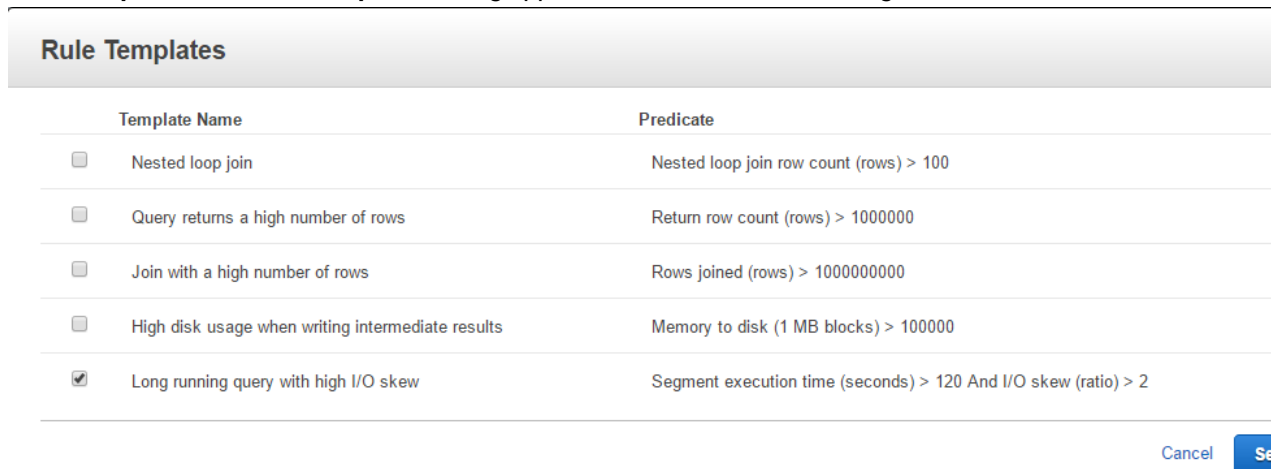 Rule Templates
Template Name Predicate
Nested loop join Nested loop join row count (rows) > 100
Query returns a high number of rows Return row count (rows) > 1000000
Join with a high number of rows Rows joined (rows) > 1000000000
High disk usage when writing intermediate results Memory to disk (1 MB blocks) > 100000
Long running query with high I/O skew Segment execution time (seconds) > 120 And I/O skew (ratio) > 2
Cancel Se